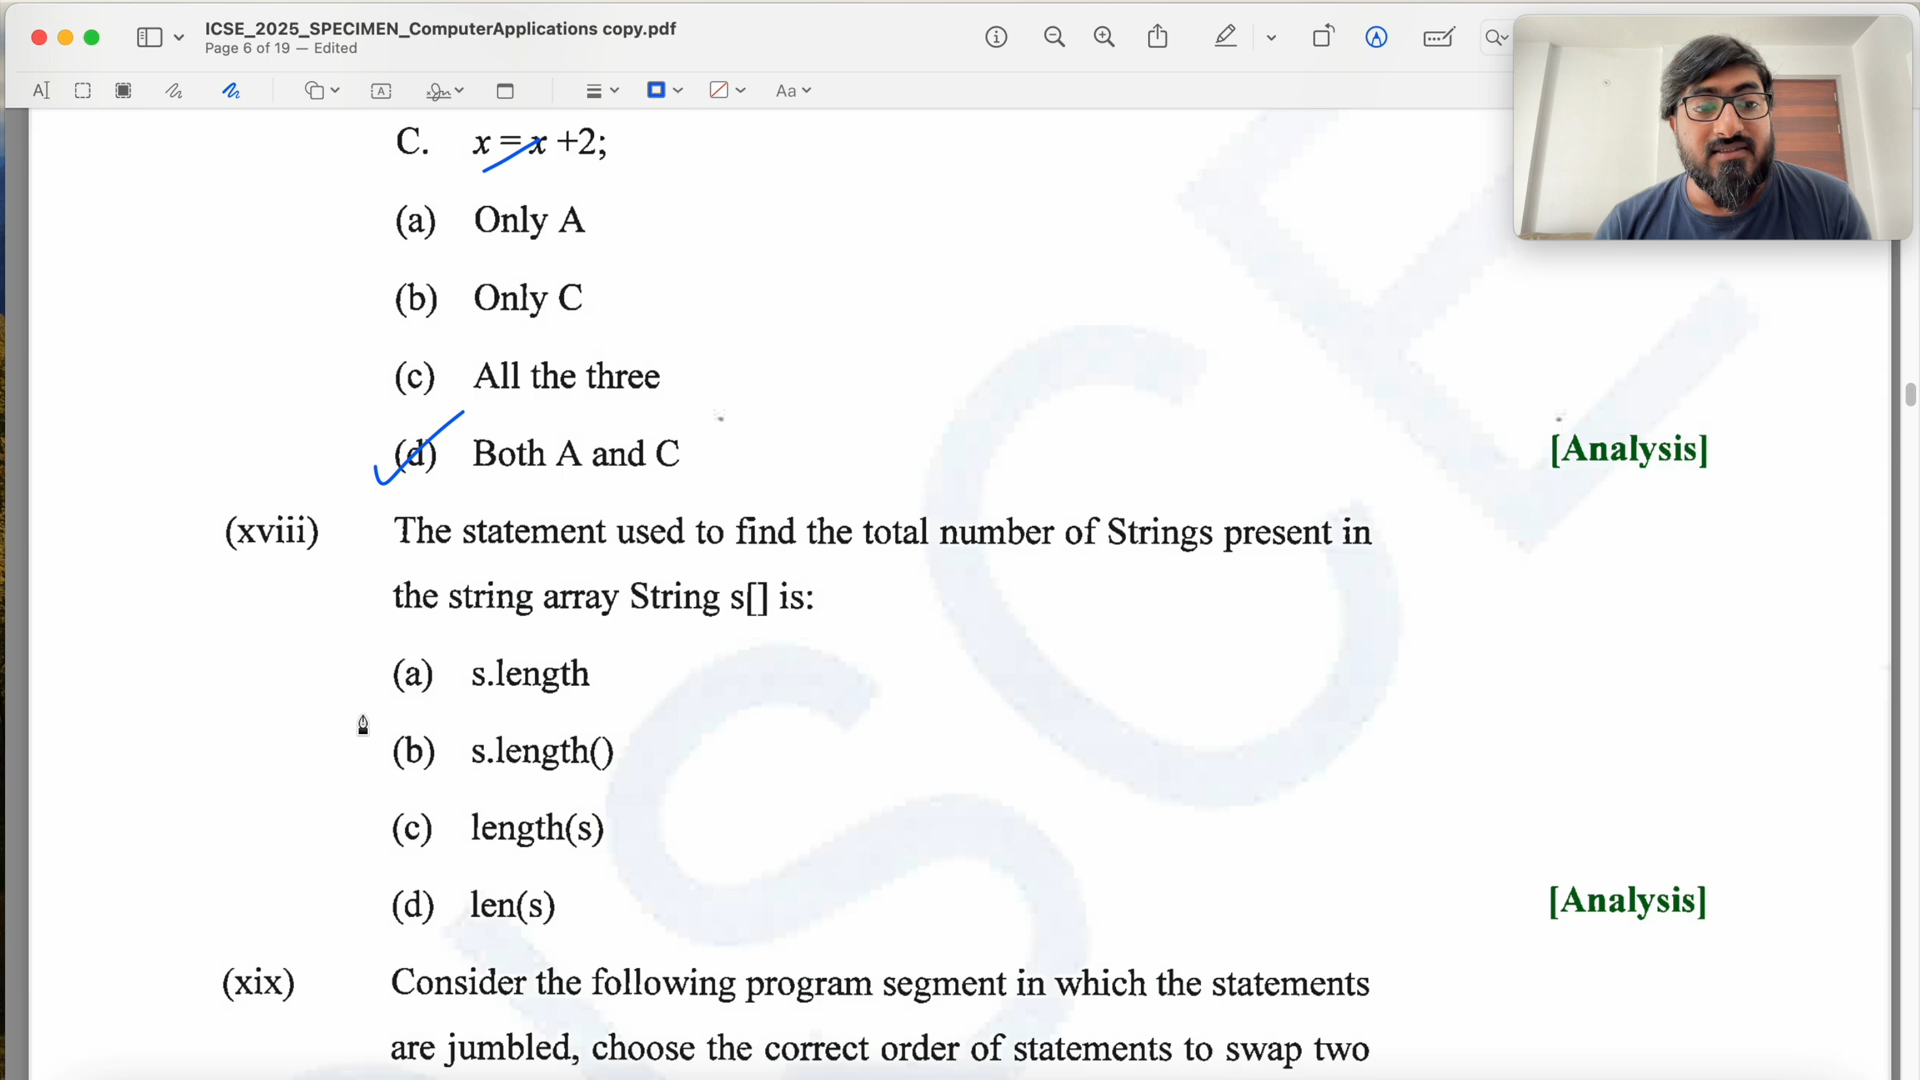 ICSE_2025_SPECIMEN_ComputerApplications copy.pdf
Page 6 of 19 — Edited
C. x = x +2;
(a) Only A
(b) Only C
(c) All the three
(d) Both A and C [Analysis]
(xviii) The statement used to find the total number of Strings present in
the string array String s[] is:
(a) s.length
(b) s.length()
(c) length(s)
(d) len(s) [Analysis]
(xix) Consider the following program segment in which the statements
are jumbled, choose the correct order of statements to swap two